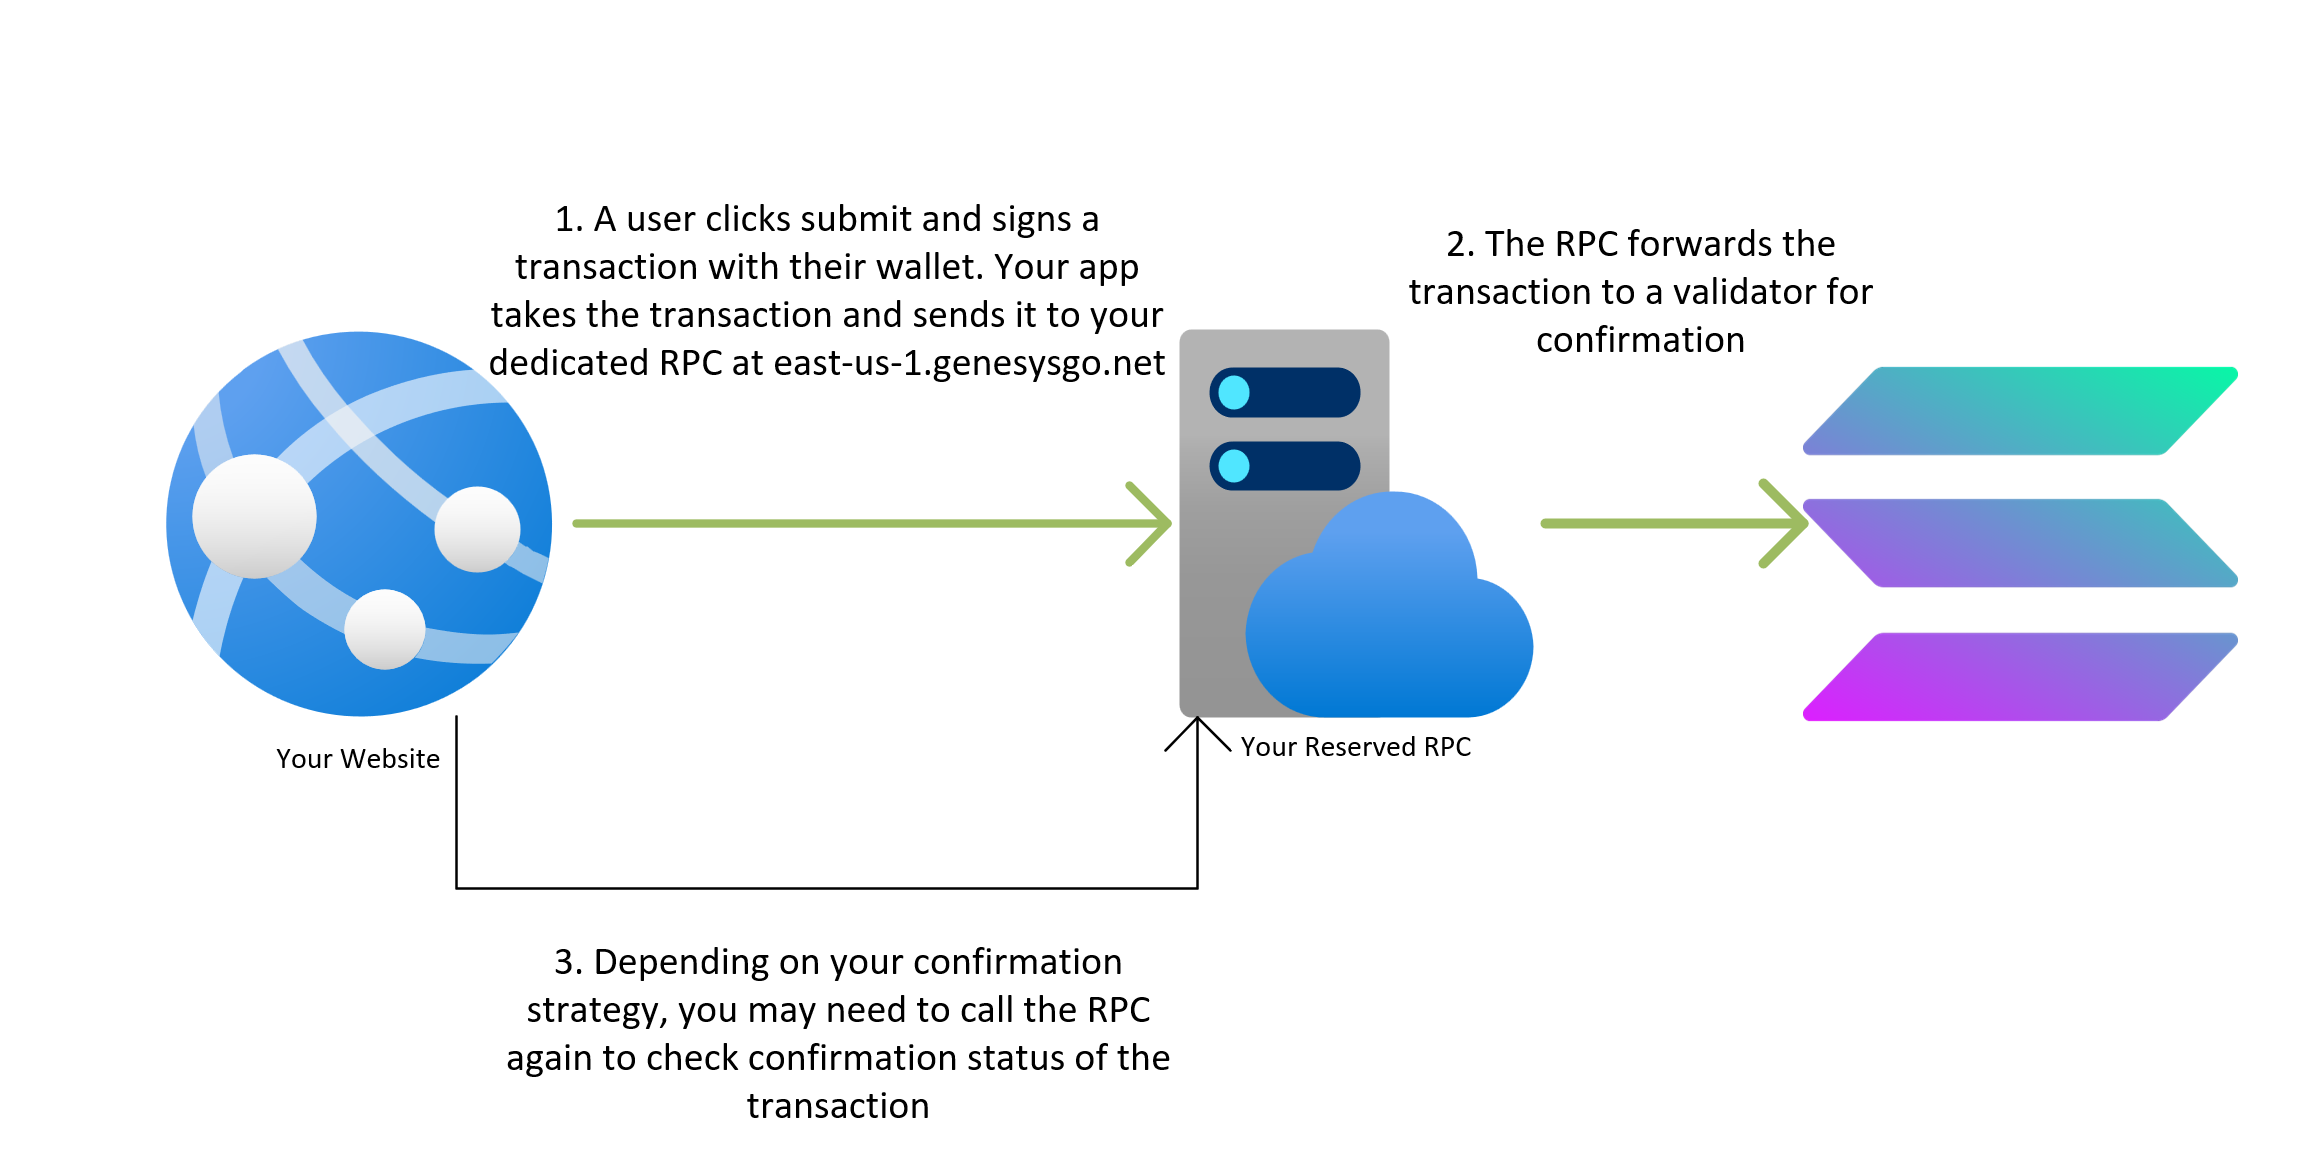 1. A user clicks submit and signs a
transaction with their wallet. Your app
takes the transaction and sends it to your
dedicated RPC at east-us-1.genesysgo.net
2. The RPC forwards the
transaction to a validator for
confirmation
Your Website
Your Reserved RPC
3. Depending on your confirmation
strategy, you may need to call the RPC
again to check confirmation status of the
transaction